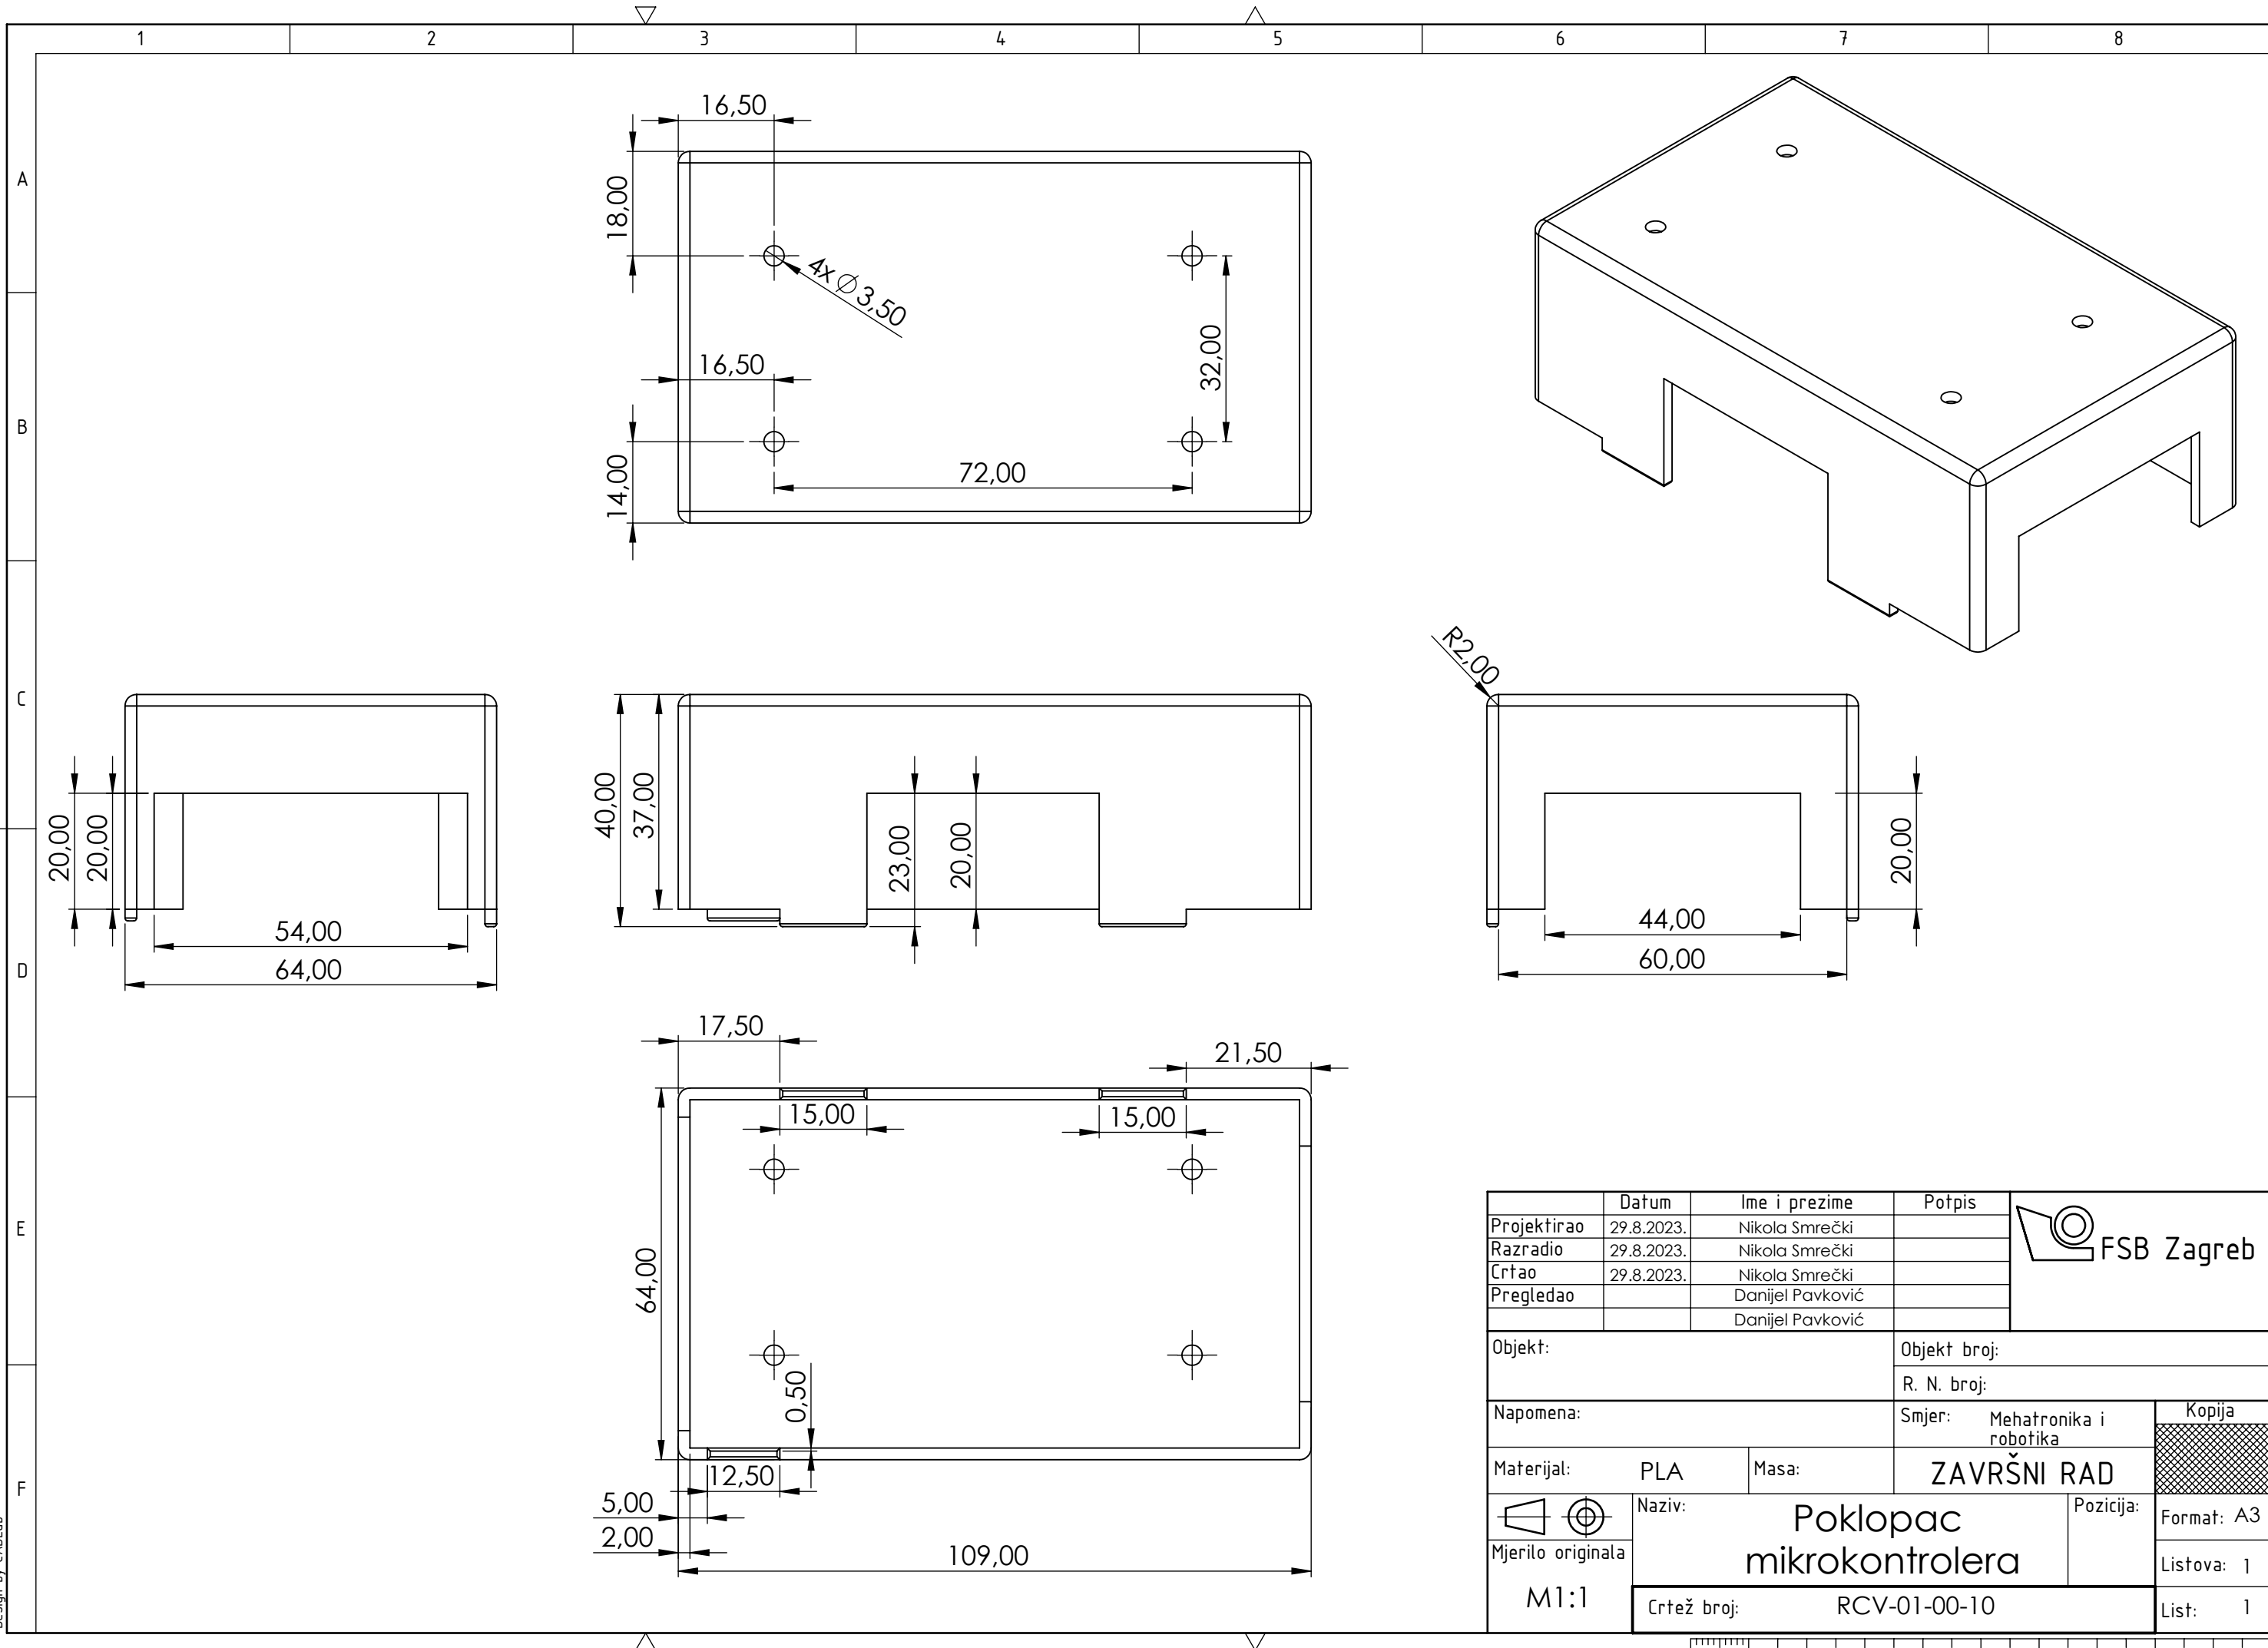 1 2 3 4 5 6 7 8
A
B
C
D
E
F
16,50
18,00
4x ∅ 3,50
16,50
32,00
14,00
72,00
R2,00
20,00
20,00
54,00
64,00
40,00
37,00
23,00
20,00
20,00
44,00
60,00
17,50
21,50
15,00
15,00
64,00
0,50
12,50
5,00
2,00
109,00
Datum Ime i prezime Potpis
Projektirao 29.8.2023. Nikola Smrečki
Razradio 29.8.2023. Nikola Smrečki
Crtao 29.8.2023. Nikola Smrečki
Pregledao Danijel Pavković
Danijel Pavković
FSB Zagreb
Objekt:
Objekt broj:
R. N. broj:
Napomena:
Smjer: Mehatronika i
robotika
Kopija
Materijal: PLA
Masa:
ZAVRŠNI RAD
Naziv: Poklopac
mikrokontrolera
Pozicija:
Format: A3
Mjerilo originala
M1:1
Listova: 1
Crtež broj: RCV-01-00-10
List: 1